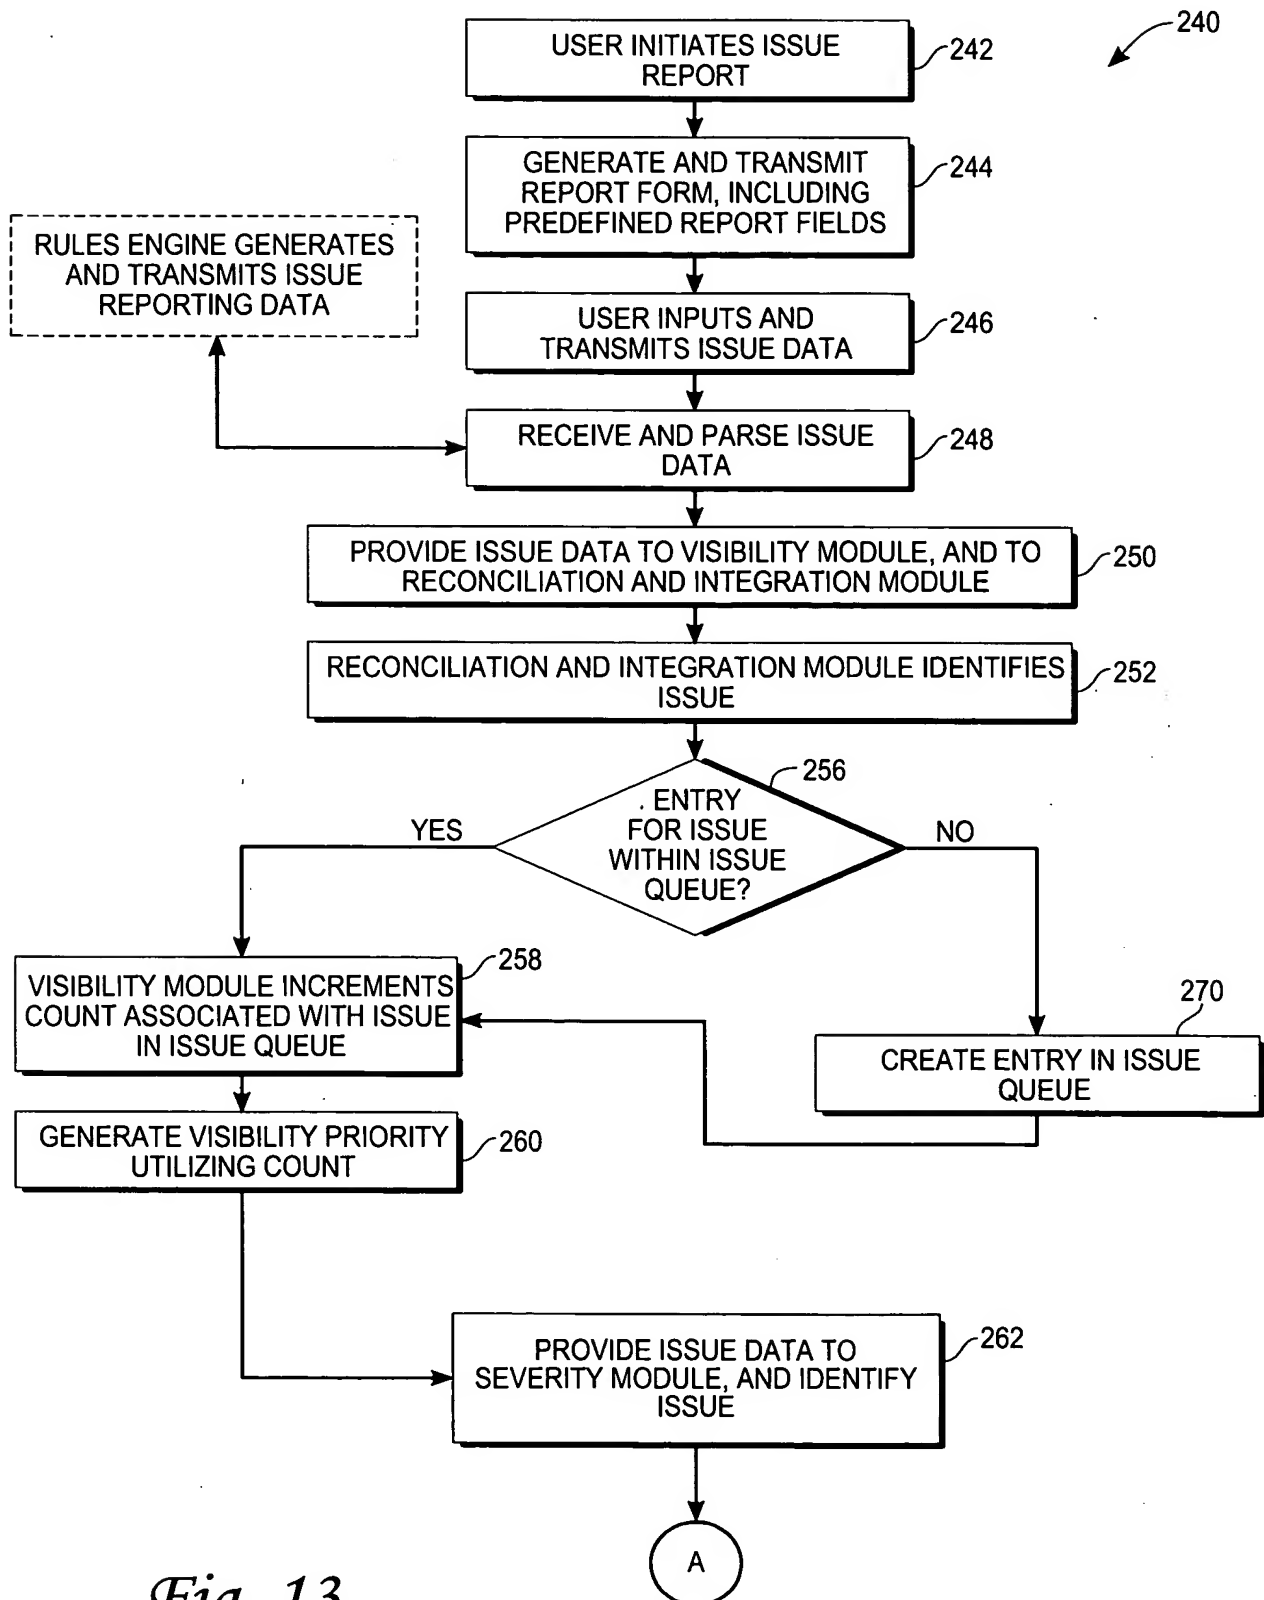 240
USER INITIATES ISSUE
REPORT
242
GENERATE AND TRANSMIT
REPORT FORM, INCLUDING
PREDEFINED REPORT FIELDS
244
RULES ENGINE GENERATES
AND TRANSMITS ISSUE
REPORTING DATA
USER INPUTS AND
TRANSMITS ISSUE DATA
246
RECEIVE AND PARSE ISSUE
DATA
248
PROVIDE ISSUE DATA TO VISIBILITY MODULE, AND TO
RECONCILIATION AND INTEGRATION MODULE
250
RECONCILIATION AND INTEGRATION MODULE IDENTIFIES
ISSUE
252
256
ENTRY
FOR ISSUE
WITHIN ISSUE
QUEUE?
YES
NO
258
VISIBILITY MODULE INCREMENTS
COUNT ASSOCIATED WITH ISSUE
IN ISSUE QUEUE
270
CREATE ENTRY IN ISSUE
QUEUE
GENERATE VISIBILITY PRIORITY
UTILIZING COUNT
260
PROVIDE ISSUE DATA TO
SEVERITY MODULE, AND IDENTIFY
ISSUE
262
A
Fig. 13